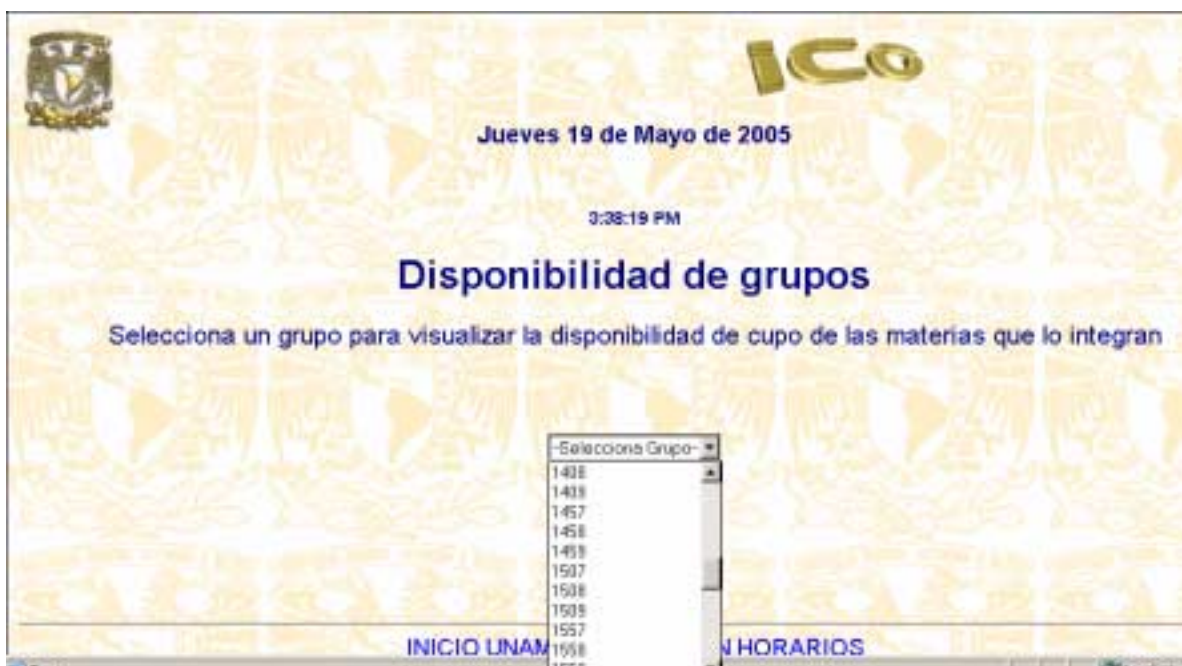 ICo
Jueves 19 de Mayo de 2005
3:38:19 PM
Disponibilidad de grupos
Selecciona un grupo para visualizar la disponibilidad de cupo de las materias que lo integran
-Selecciona Grupo-
1408
1409
1457
1458
1459
1507
1508
1509
1557
1558
INICIO UNAM HORARIOS